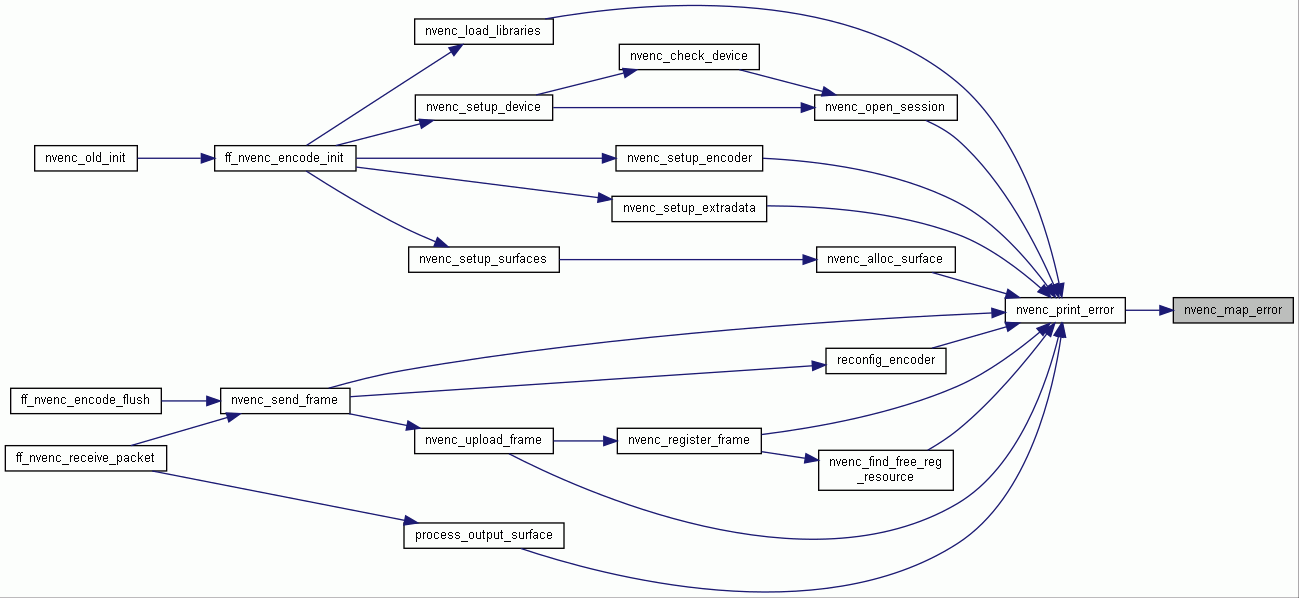 nvenc_load_libraries
nvenc_check_device
nvenc_setup_device
nvenc_open_session
nvenc_old_init
ff_nvenc_encode_init
nvenc_setup_encoder
nvenc_setup_extradata
nvenc_setup_surfaces
nvenc_alloc_surface
nvenc_print_error
nvenc_map_error
reconfig_encoder
ff_nvenc_encode_flush
nvenc_send_frame
nvenc_upload_frame
nvenc_register_frame
ff_nvenc_receive_packet
nvenc_find_free_reg
_resource
process_output_surface